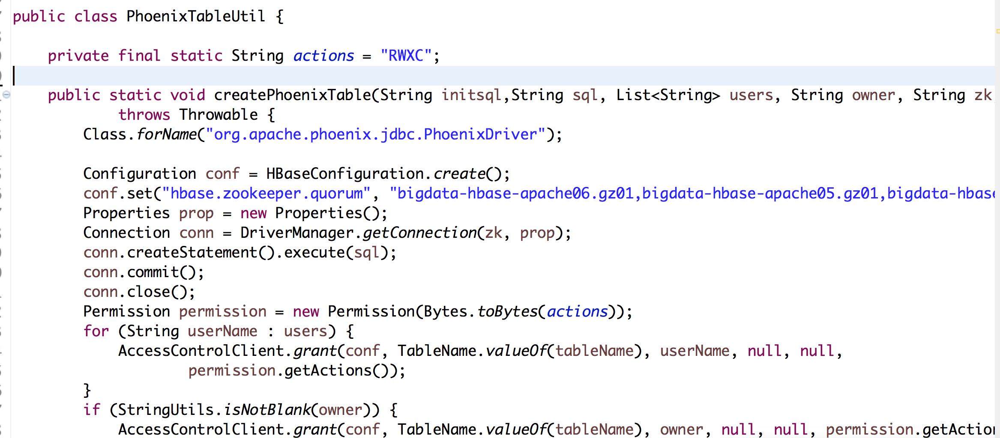 public class PhoenixTableUtil {
private final static String actions = "RWXC";
public static void createPhoenixTable(String initsql,String sql, List<String> users, String owner, String zk
throws Throwable {
Class.forName("org.apache.phoenix.jdbc.PhoenixDriver");
Configuration conf = HBaseConfiguration.create();
conf.set("hbase.zookeeper.quorum", "bigdata-hbase-apache06.gz01,bigdata-hbase-apache05.gz01,bigdata-hbase
Properties prop = new Properties();
Connection conn = DriverManager.getConnection(zk, prop);
conn.createStatement().execute(sql);
conn.commit();
conn.close();
Permission permission = new Permission(Bytes.toBytes(actions));
for (String userName : users) {
AccessControlClient.grant(conf, TableName.valueOf(tableName), userName, null, null,
permission.getActions());
}
if (StringUtils.isNotBlank(owner)) {
AccessControlClient.grant(conf, TableName.valueOf(tableName), owner, null, null, permission.getAction